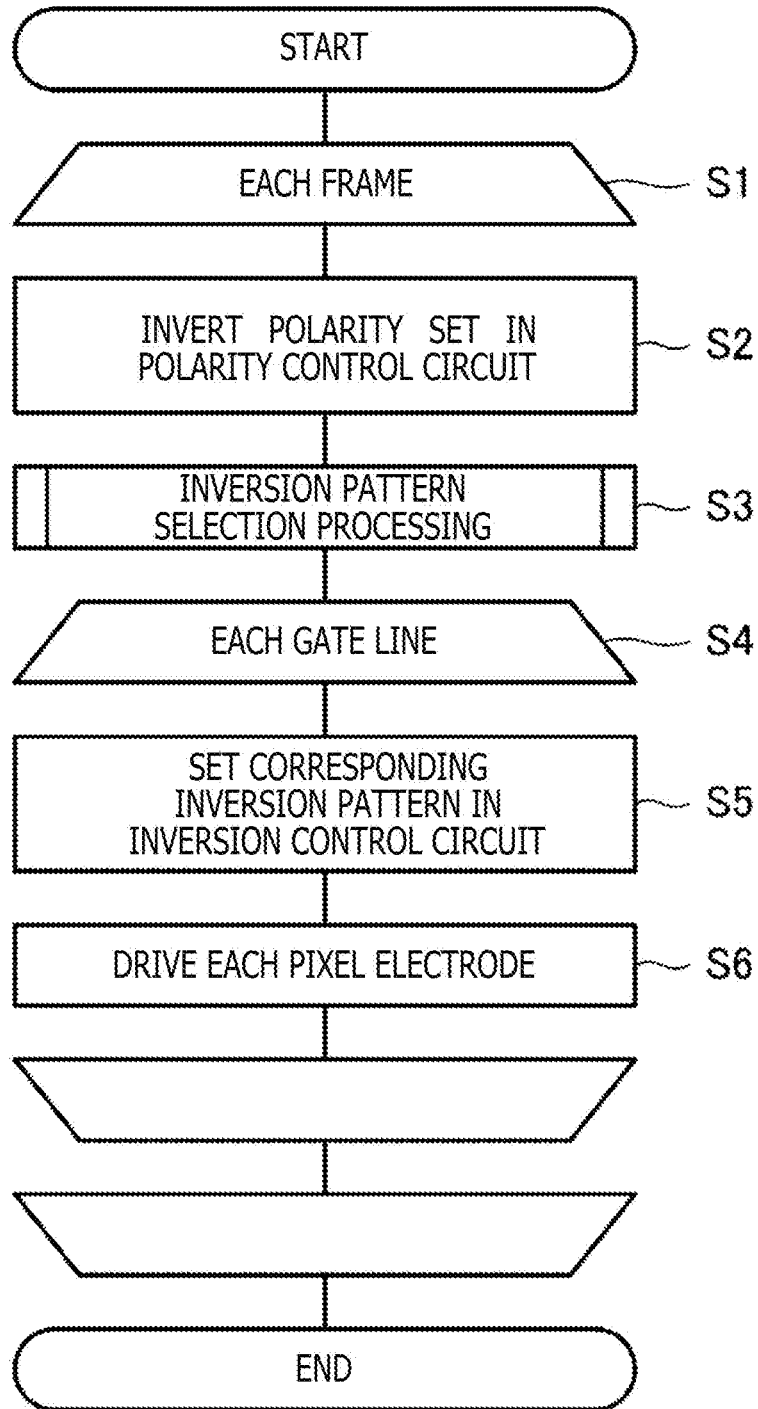 START
EACH FRAME
S1
INVERT POLARITY SET IN
POLARITY CONTROL CIRCUIT
S2
INVERSION PATTERN
SELECTION PROCESSING
S3
EACH GATE LINE
S4
SET CORRESPONDING
INVERSION PATTERN IN
INVERSION CONTROL CIRCUIT
S5
DRIVE EACH PIXEL ELECTRODE
S6
END